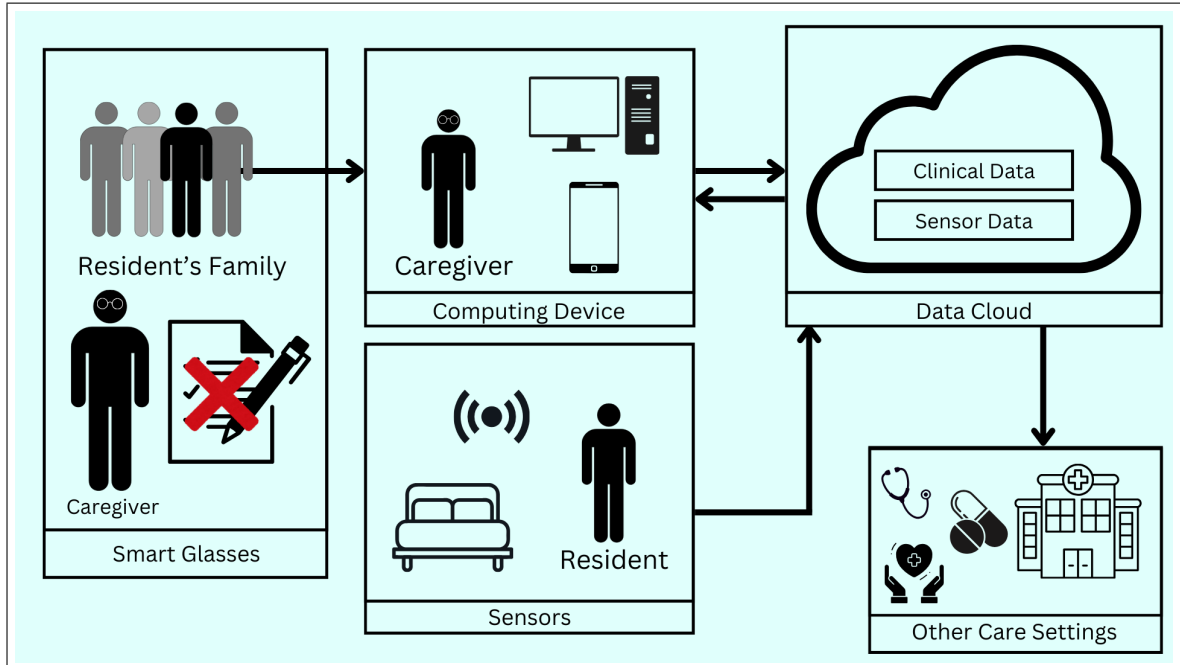 Resident's Family
Caregiver
Smart Glasses
Caregiver
Computing Device
Resident
Sensors
Clinical Data
Sensor Data
Data Cloud
Other Care Settings